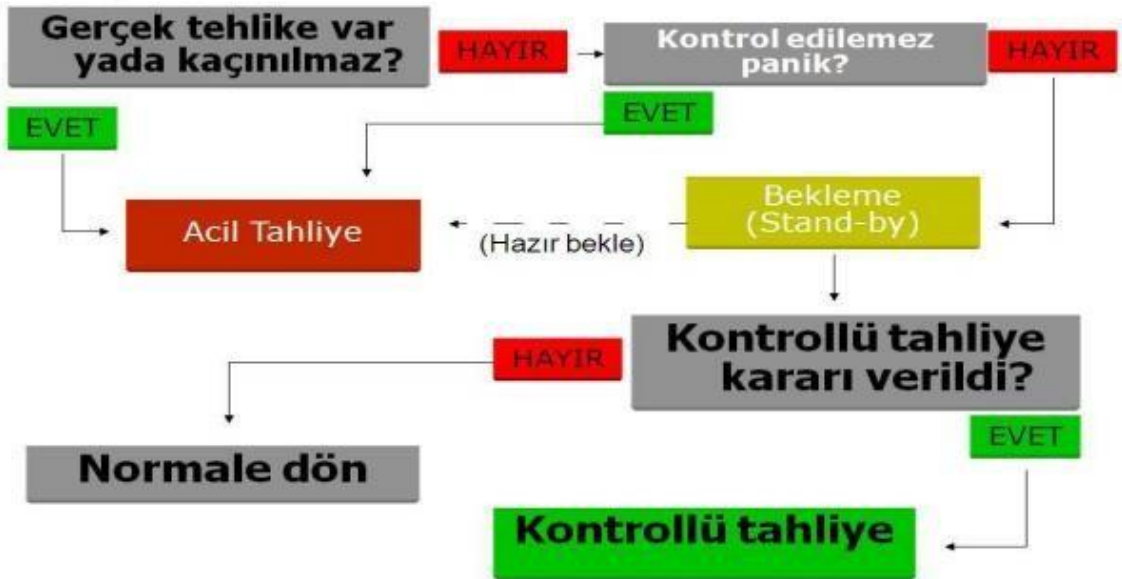 Gerçek tehlike var
yada kaçınılmaz?
HAYIR
Kontrol edilemez
panik?
HAYIR
EVET
EVET
Acil Tahliye
(Hazır bekle)
Bekleme
(Stand-by)
HAYIR
Kontrollü tahliye
kararı verildi?
EVET
Normale dön
Kontrollü tahliye